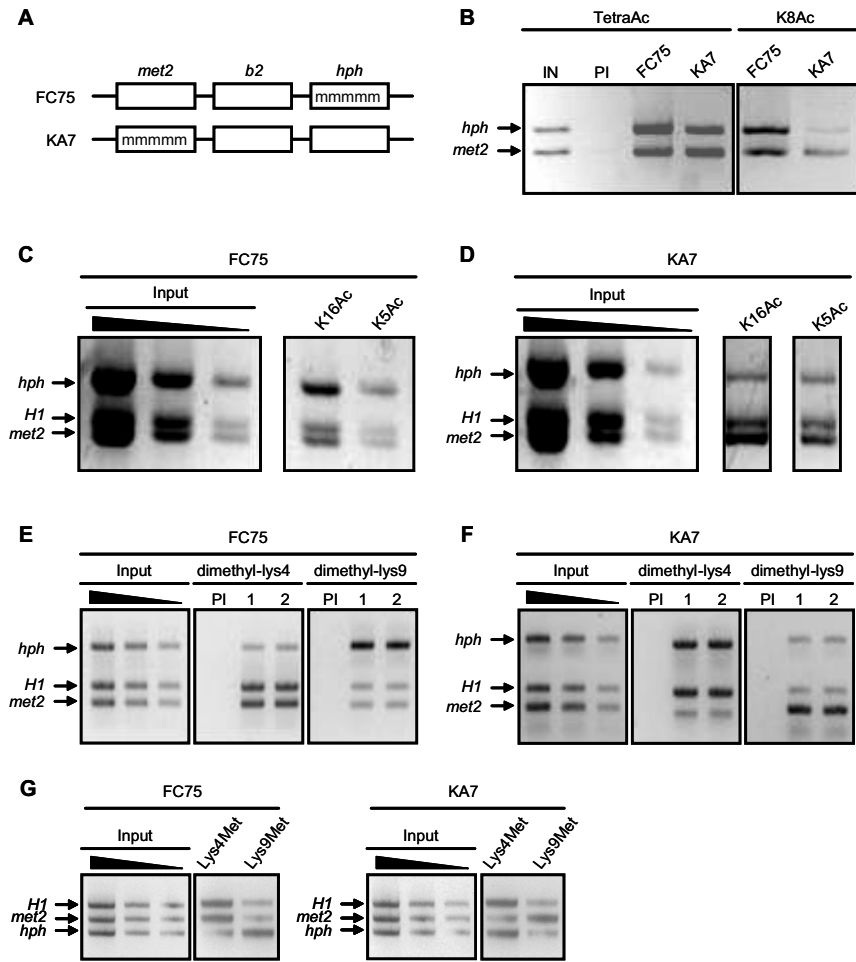 A
met2 b2 hph
FC75 mmmmm
KA7 mmmmm
B
TetraAc K8Ac
IN PI FC75 KA7 FC75 KA7
hph
met2
C
FC75
Input K16Ac K5Ac
hph
H1
met2
D
KA7
Input K16Ac K5Ac
hph
H1
met2
E
FC75
Input dimethyl-lys4 dimethyl-lys9
PI 1 2 PI 1 2
hph
H1
met2
F
KA7
Input dimethyl-lys4 dimethyl-lys9
PI 1 2 PI 1 2
hph
H1
met2
G
FC75
Input Lys4Met Lys9Met
H1
met2
hph
KA7
Input Lys4Met Lys9Met
H1
met2
hph